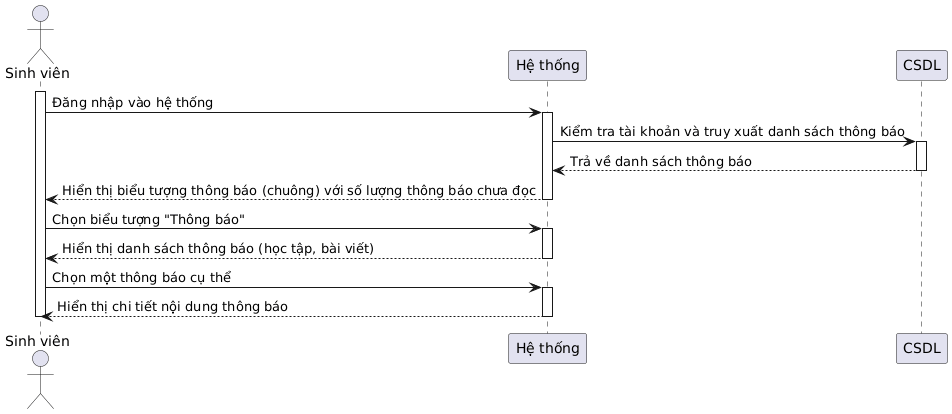 Sinh viên
Hệ thống
CSDL
Đăng nhập vào hệ thống
Kiểm tra tài khoản và truy xuất danh sách thông báo
Trả về danh sách thông báo
Hiển thị biểu tượng thông báo (chuông) với số lượng thông báo chưa đọc
Chọn biểu tượng "Thông báo"
Hiển thị danh sách thông báo (học tập, bài viết)
Chọn một thông báo cụ thể
Hiển thị chi tiết nội dung thông báo
Sinh viên
Hệ thống
CSDL